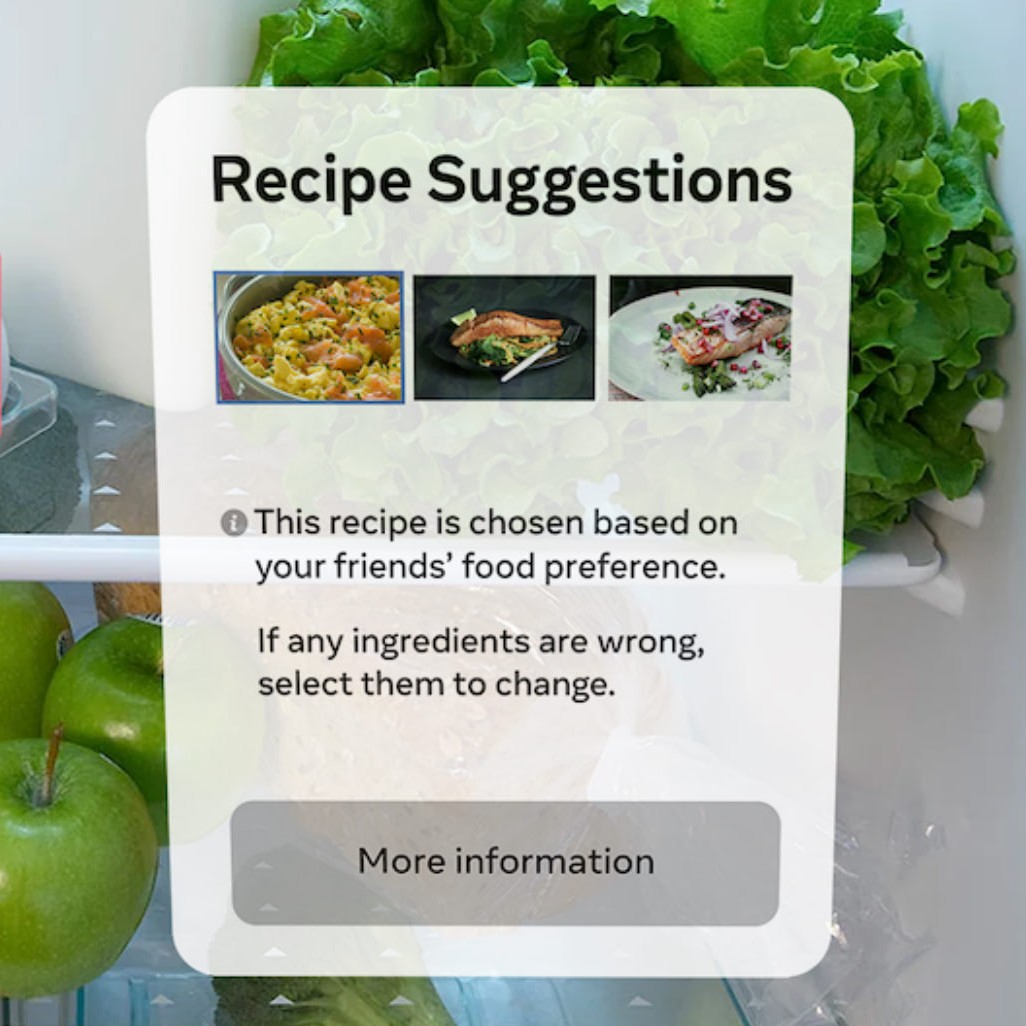 Recipe Suggestions
This recipe is chosen based on
your friends’ food preference.
If any ingredients are wrong,
select them to change.
More information